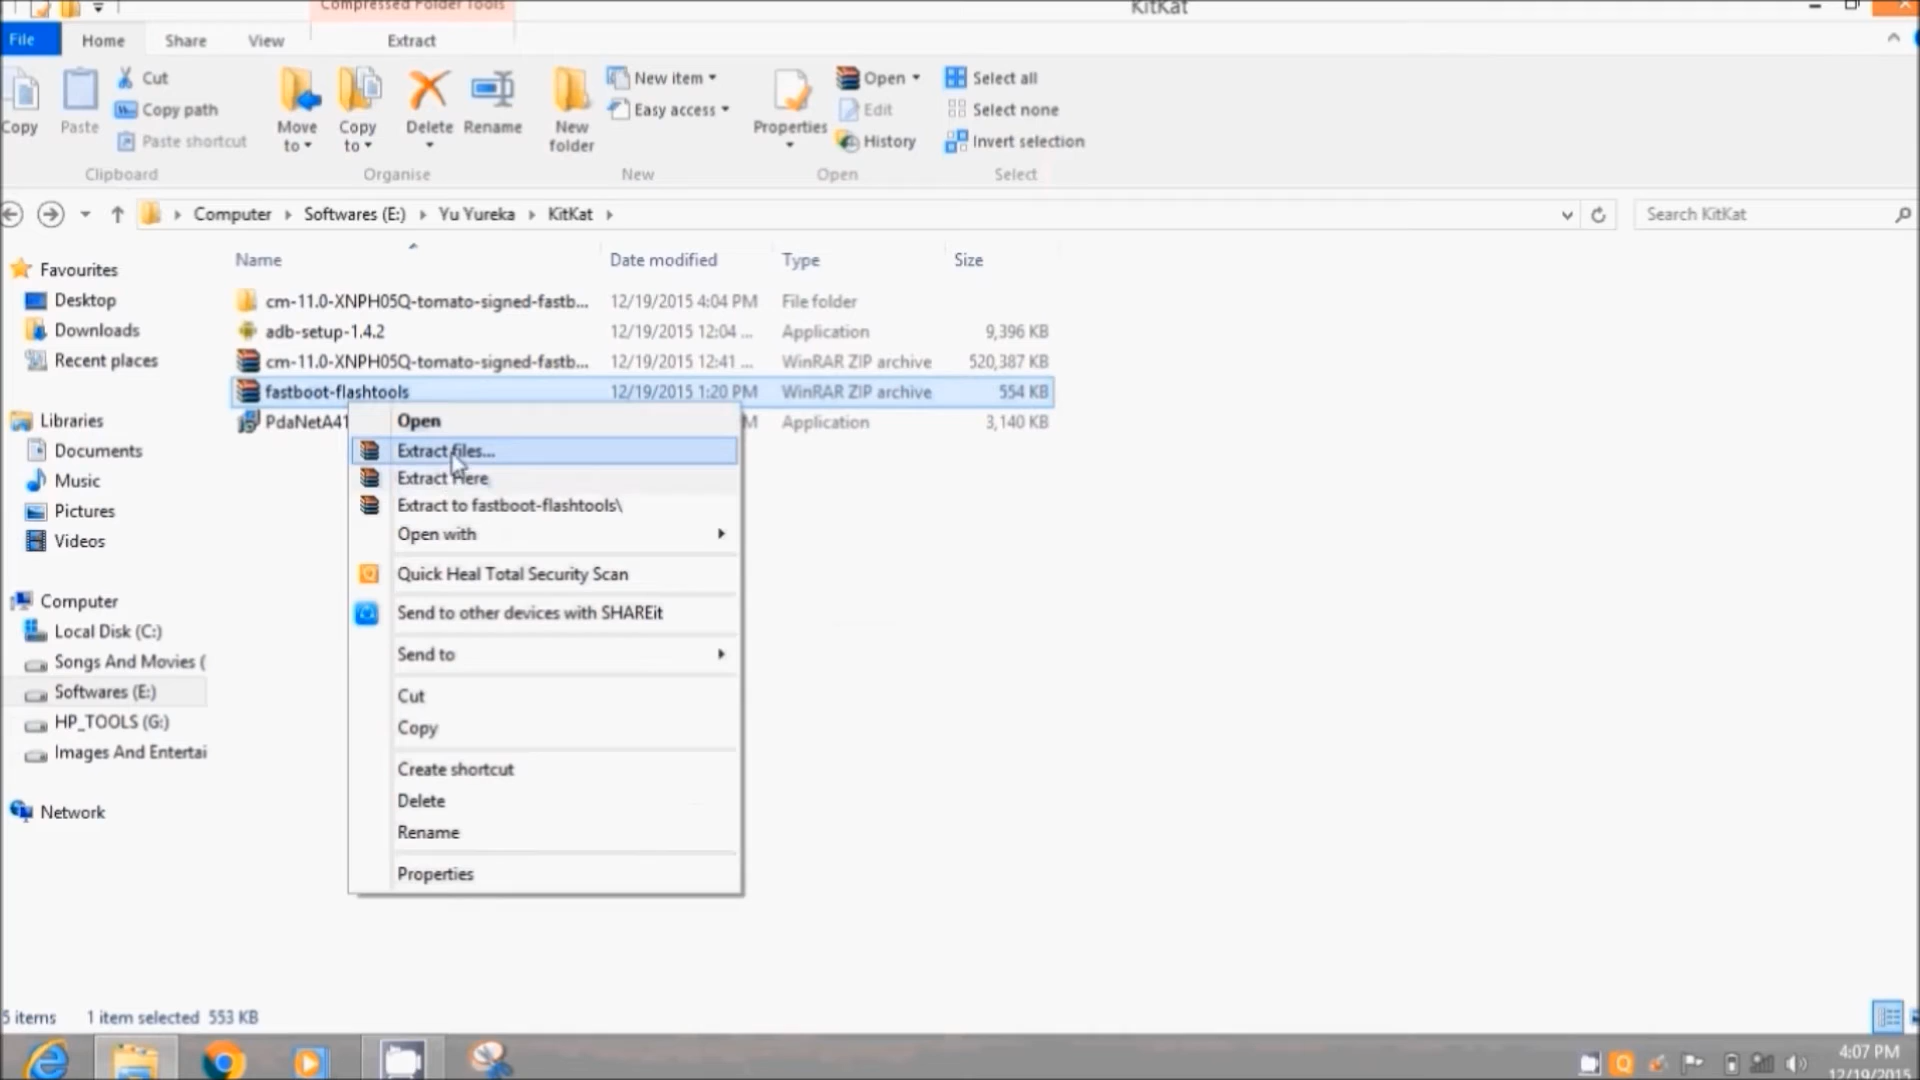 Compressed Folder Tools
KitKat
File
Home
Share
View
Extract
Copy
Paste
Cut
Copy path
Paste shortcut
Clipboard
Move to
Copy to
Delete
Rename
Organise
New folder
New item
Easy access
New
Properties
Open
Edit
History
Open
Select all
Select none
Invert selection
Select
Computer
Softwares (E:)
Yu Yureka
KitKat
Search KitKat
Name
Date modified
Type
Size
cm-11.0-XNPH05Q-tomato-signed-fastb...
12/19/2015 4:04 PM
File folder
adb-setup-1.4.2
12/19/2015 12:04 ...
Application
9,396 KB
cm-11.0-XNPH05Q-tomato-signed-fastb...
12/19/2015 12:41 ...
WinRAR ZIP archive
520,387 KB
fastboot-flashtools
12/19/2015 1:20 PM
WinRAR ZIP archive
554 KB
PdaNetA41
M
Application
3,140 KB
Favourites
Desktop
Downloads
Recent places
Libraries
Documents
Music
Pictures
Videos
Computer
Local Disk (C:)
Songs And Movies (
Softwares (E:)
HP_TOOLS (G:)
Images And Entertai
Network
Open
Extract files...
Extract Here
Extract to fastboot-flashtools\
Open with
Quick Heal Total Security Scan
Send to other devices with SHAREit
Send to
Cut
Copy
Create shortcut
Delete
Rename
Properties
5 items
1 item selected 553 KB
4:07 PM
12/19/2015